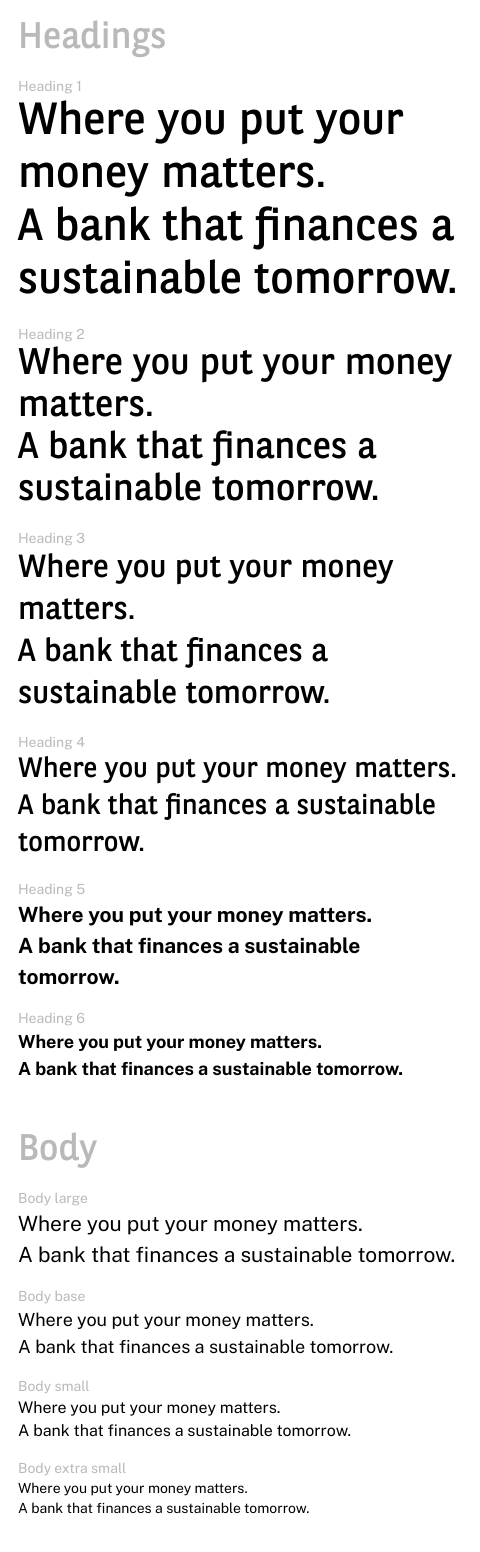 Headings
Heading 1
Where you put your
money matters.
A bank that finances a
sustainable tomorrow.
Heading 2
Where you put your money
matters.
A bank that finances a
sustainable tomorrow.
Heading 3
Where you put your money
matters.
A bank that finances a
sustainable tomorrow.
Heading 4
Where you put your money matters.
A bank that finances a sustainable
tomorrow.
Heading 5
Where you put your money matters.
A bank that finances a sustainable
tomorrow.
Heading 6
Where you put your money matters.
A bank that finances a sustainable tomorrow.
Body
Body large
Where you put your money matters.
A bank that finances a sustainable tomorrow.
Body base
Where you put your money matters.
A bank that finances a sustainable tomorrow.
Body small
Where you put your money matters.
A bank that finances a sustainable tomorrow.
Body extra small
Where you put your money matters.
A bank that finances a sustainable tomorrow.